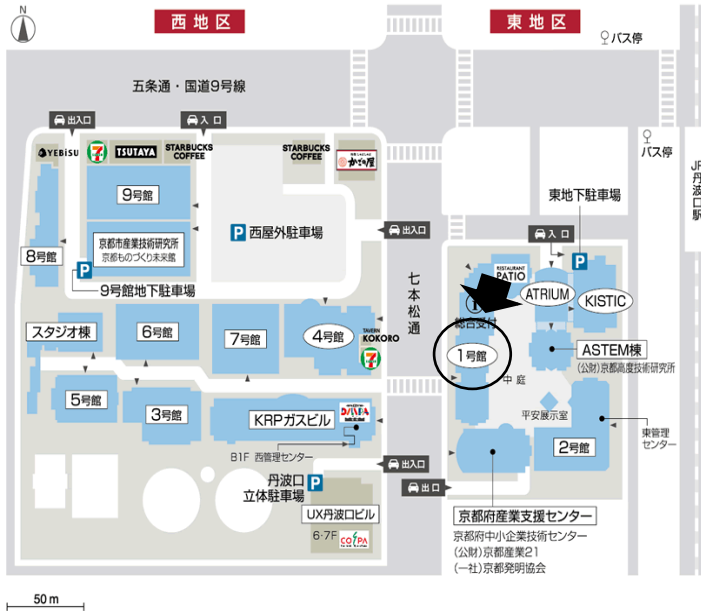 N
西地区
東地区
バス停
五条通・国道9号線
出入口
入口
YEBISU
7
TSUTAYA
STARBUCKS
COFFEE
STARBUCKS
COFFEE
かごの屋
バス停
JR丹波口駅
9号館
京都市産業技術研究所
京都ものづくり未来館
8号館
P
9号館地下駐車場
P 西屋外駐車場
出入口
七本松通
東地下駐車場
入口
P
RESTAURANT
PATIO
ATRIUM
KISTIC
i
総合受付
スタジオ棟
6号館
7号館
4号館
TAVERN
KOKORO
7
1号館
ASTEM棟
(公財)京都高度技術研究所
中庭
5号館
3号館
KRPガスビル
B1F 西管理センター
平安展示室
2号館
東管理
センター
出入口
丹波口
立体駐車場
P
出口
UX丹波口ビル
6・7F
COSPA
京都府産業支援センター
京都府中小企業技術センター
(公財)京都産業21
(一社)京都発明協会
50 m